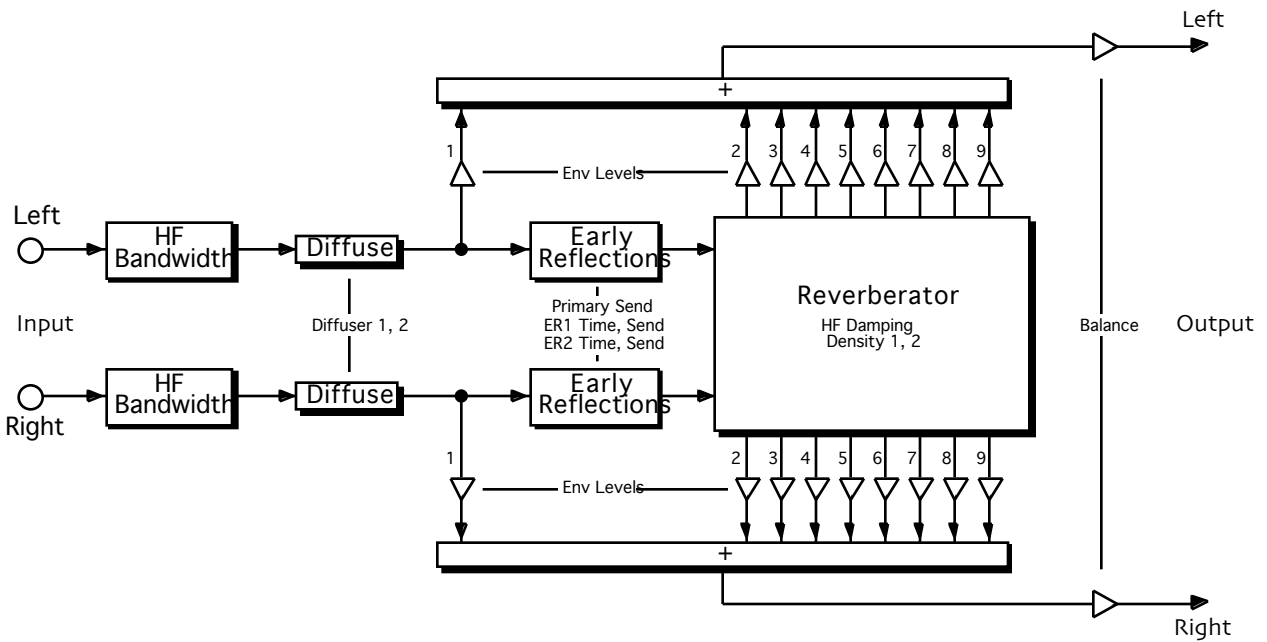 Left
+
1
2
3
4
5
6
7
8
9
Env Levels
Left
HF
Bandwidth
Diffuse
Early
Reflections
Reverberator
HF Damping
Density 1, 2
Input
Diffuser 1, 2
Primary Send
ER1 Time, Send
ER2 Time, Send
Balance
Output
Right
HF
Bandwidth
Diffuse
Early
Reflections
1
2
3
4
5
6
7
8
9
Env Levels
+
Right